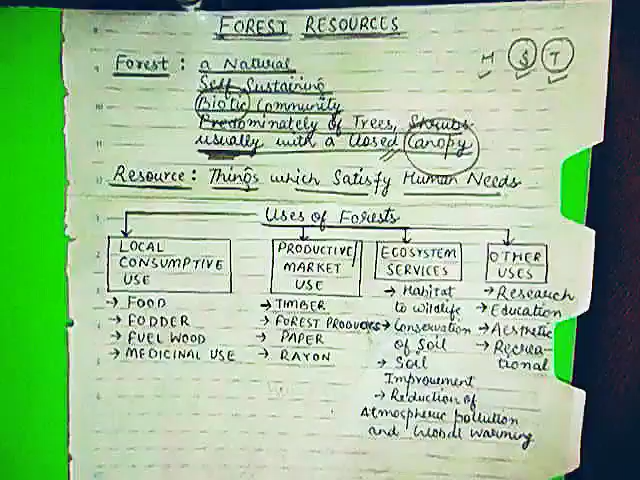 FOREST RESOURCES
H S T
Forest : a Natural
Self-Sustaining
Biotic Community
Predominately of Trees, Shrubs
usually with a Closed Canopy
Resource : Things which Satisfy Human Needs
Uses of Forests
LOCAL CONSUMPTIVE USE
→ FOOD
→ FODDER
→ FUEL WOOD
→ MEDICINAL USE
PRODUCTIVE/
MARKET
USE
→ TIMBER
→ FOREST PRODUCTS
→ PAPER
→ RAYON
ECOSYSTEM
SERVICES
→ Habitat
to wildlife
→ Conservation
of Soil
→ Soil
Improvement
→ Reduction of
Atmospheric pollution
and Global warming
OTHER
USES
→ Research
→ Education
→ Aesthetic
→ Recrea-
tional